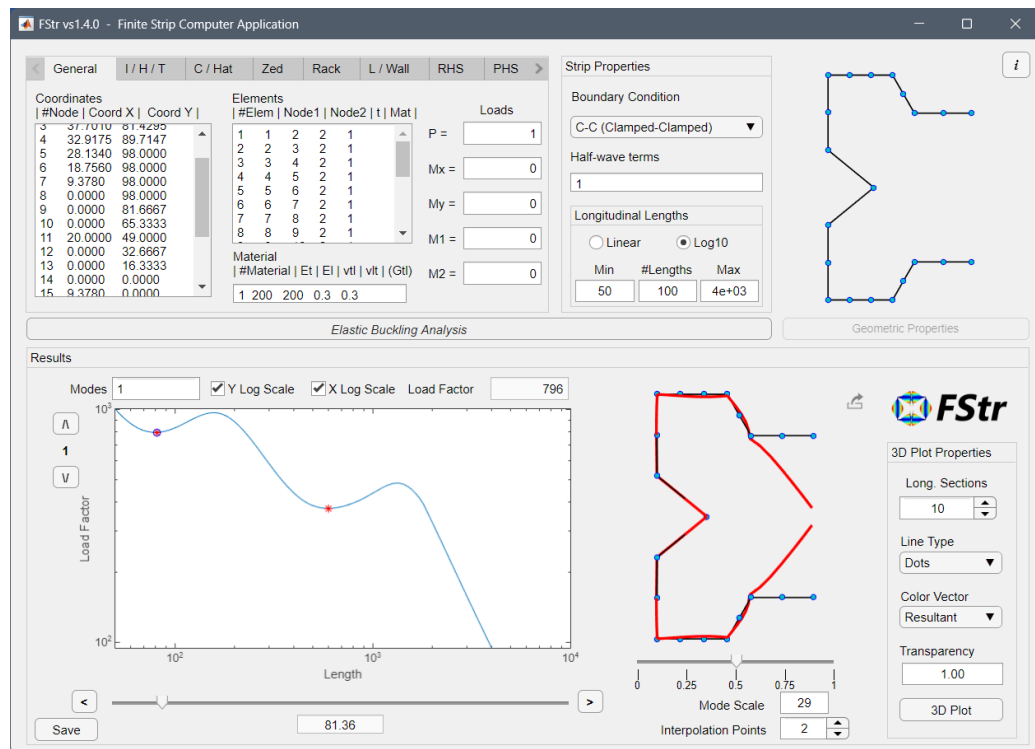 FStr vs1.4.0 - Finite Strip Computer Application
General I / H / T C / Hat Zed Rack L / Wall RHS PHS
Coordinates
|#Node | Coord X | Coord Y |
3 37.7010 81.4295
4 32.9175 89.7147
5 28.1340 98.0000
6 18.7560 98.0000
7 9.3780 98.0000
8 0.0000 98.0000
9 0.0000 81.6667
10 0.0000 65.3333
11 20.0000 49.0000
12 0.0000 32.6667
13 0.0000 16.3333
14 0.0000 0.0000
15 9.3780 0.0000
Elements
|#Elem | Node1 | Node2 | t | Mat |
1 1 2 2 1
2 2 3 2 1
3 3 4 2 1
4 4 5 2 1
5 5 6 2 1
6 6 7 2 1
7 7 8 2 1
8 8 9 2 1
Material
|#Material | Et | El | vtl | vlt | (Gtl)
1 200 200 0.3 0.3
Loads
P = 1
Mx = 0
My = 0
M1 = 0
M2 = 0
Strip Properties
Boundary Condition
C-C (Clamped-Clamped)
Half-wave terms
1
Longitudinal Lengths
Linear Log10
Min #Lengths Max
50 100 4e+03
i
Elastic Buckling Analysis
Geometric Properties
Results
Modes 1 Y Log Scale X Log Scale Load Factor 796
/\
1
\/
10³
10²
Load Factor
10² 10³ 10⁴
Length
< >
81.36
Save
0 0.25 0.5 0.75 1
Mode Scale 29
Interpolation Points 2
FStr
3D Plot Properties
Long. Sections
10
Line Type
Dots
Color Vector
Resultant
Transparency
1.00
3D Plot